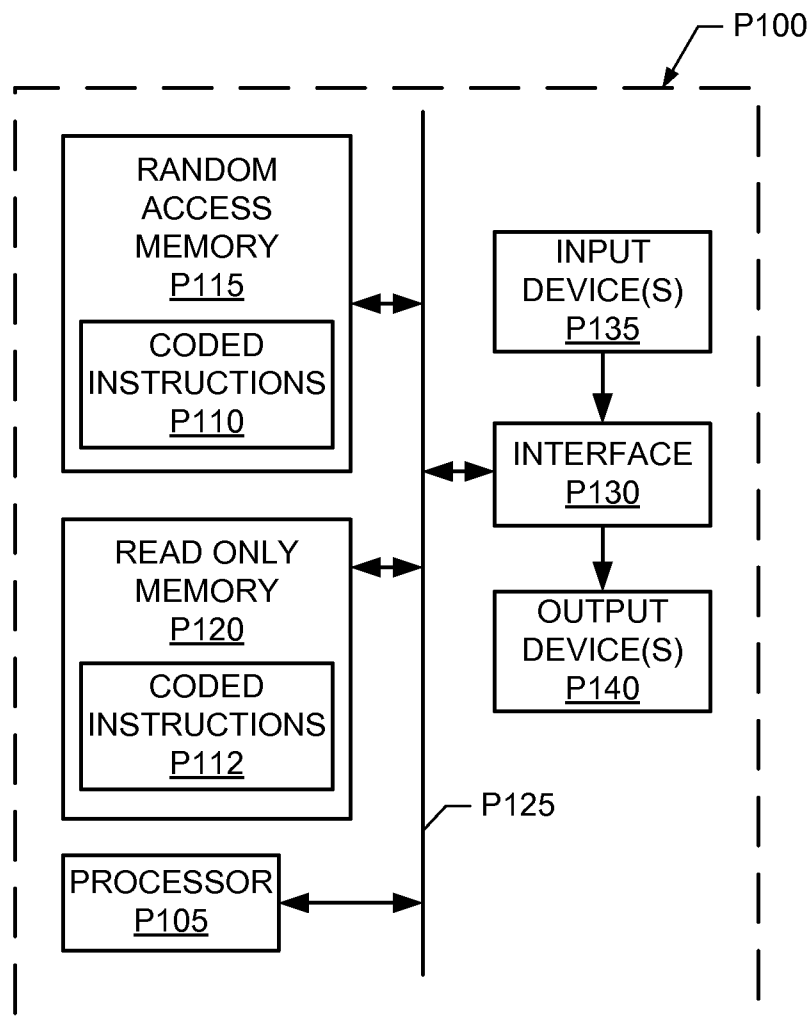 P100
RANDOM
ACCESS
MEMORY
P115
CODED
INSTRUCTIONS
P110
READ ONLY
MEMORY
P120
CODED
INSTRUCTIONS
P112
PROCESSOR
P105
INPUT
DEVICE(S)
P135
INTERFACE
P130
OUTPUT
DEVICE(S)
P140
P125